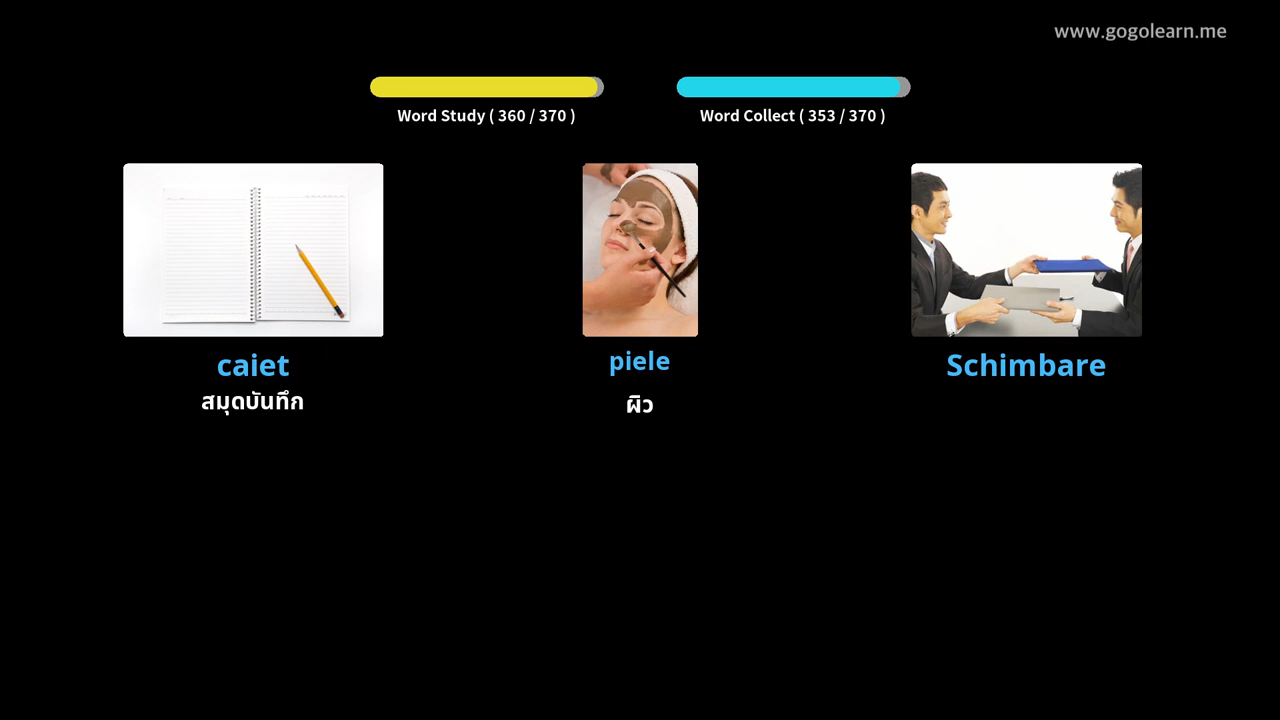 www.gogolearn.me
Word Study ( 360 / 370 )
Word Collect ( 353 / 370 )
caiet
สมุดบันทึก
piele
ผิว
Schimbare